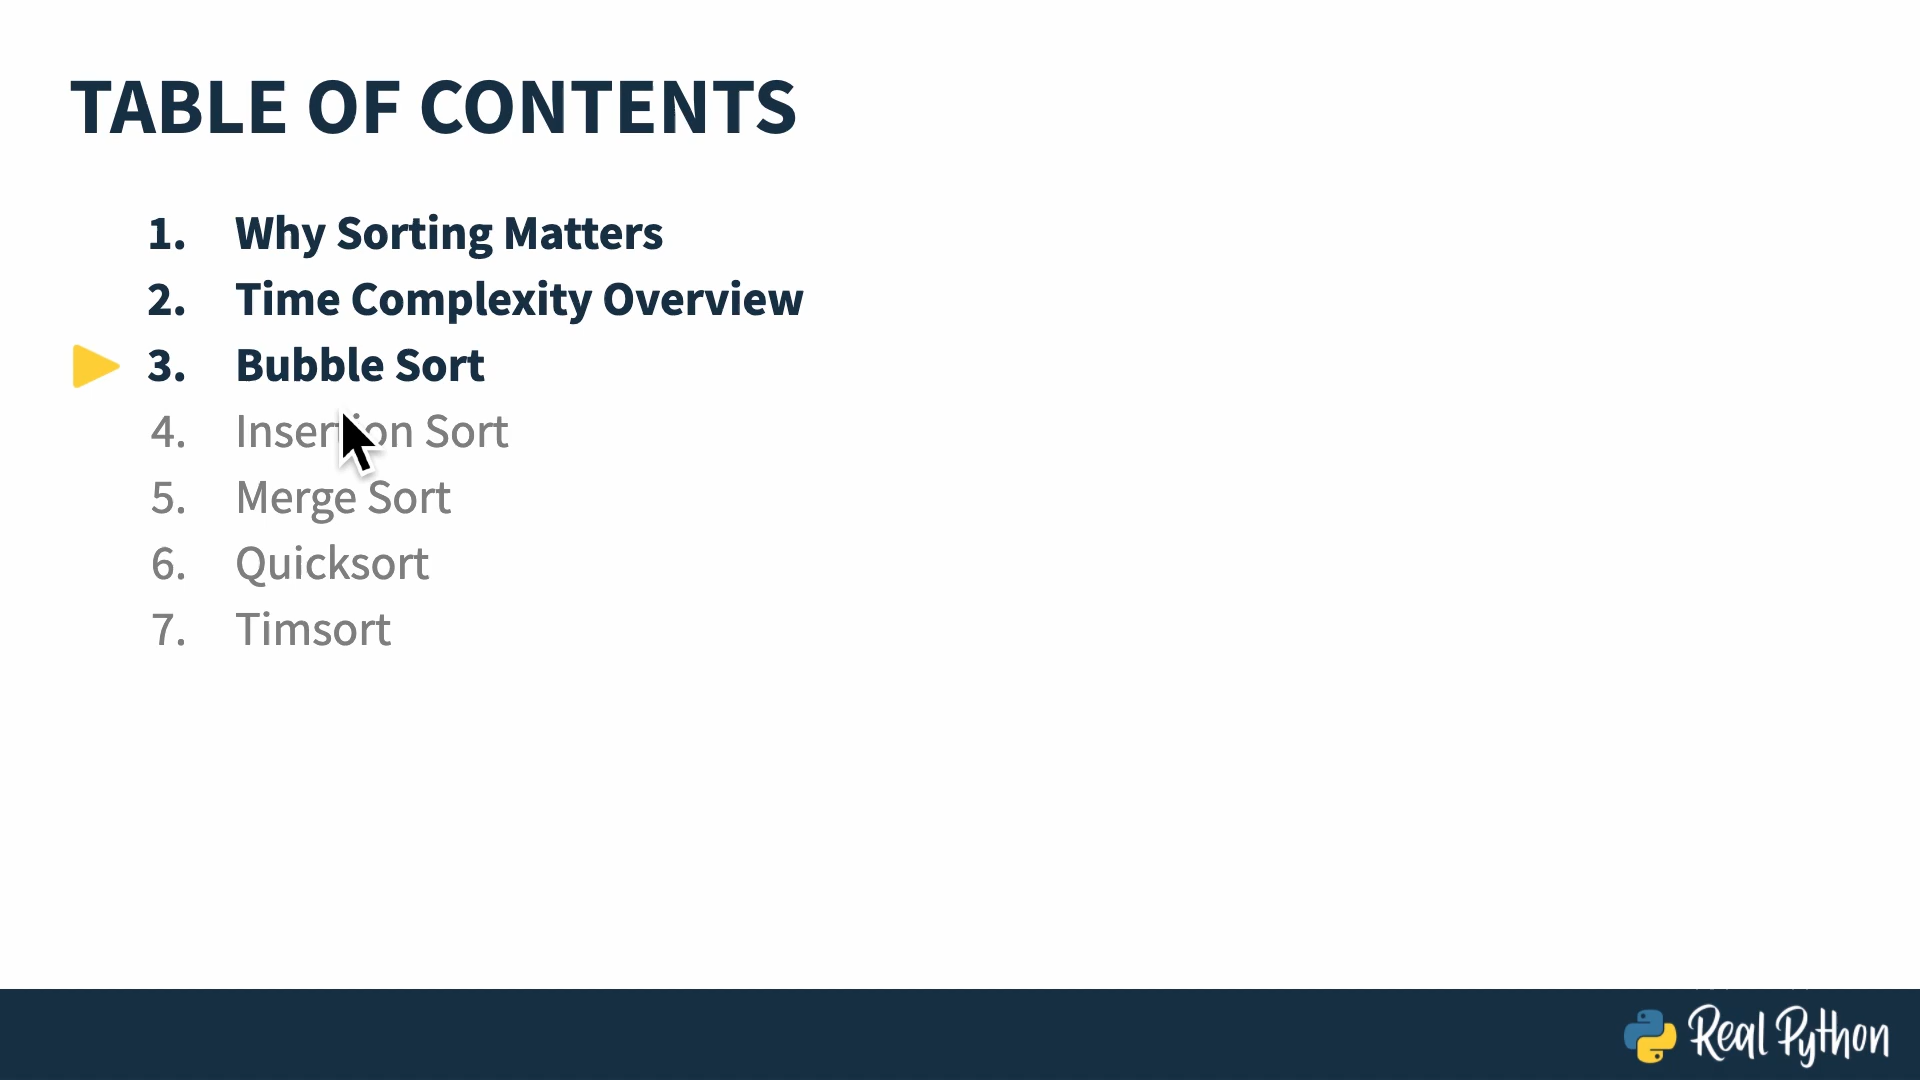 TABLE OF CONTENTS
1. Why Sorting Matters
2. Time Complexity Overview
3. Bubble Sort
4. Insertion Sort
5. Merge Sort
6. Quicksort
7. Timsort
Real Python